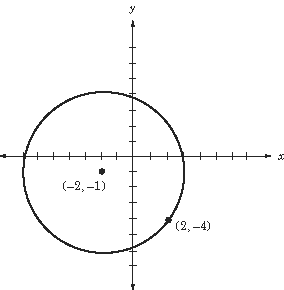 y
x
(−2, −1)
(2, −4)